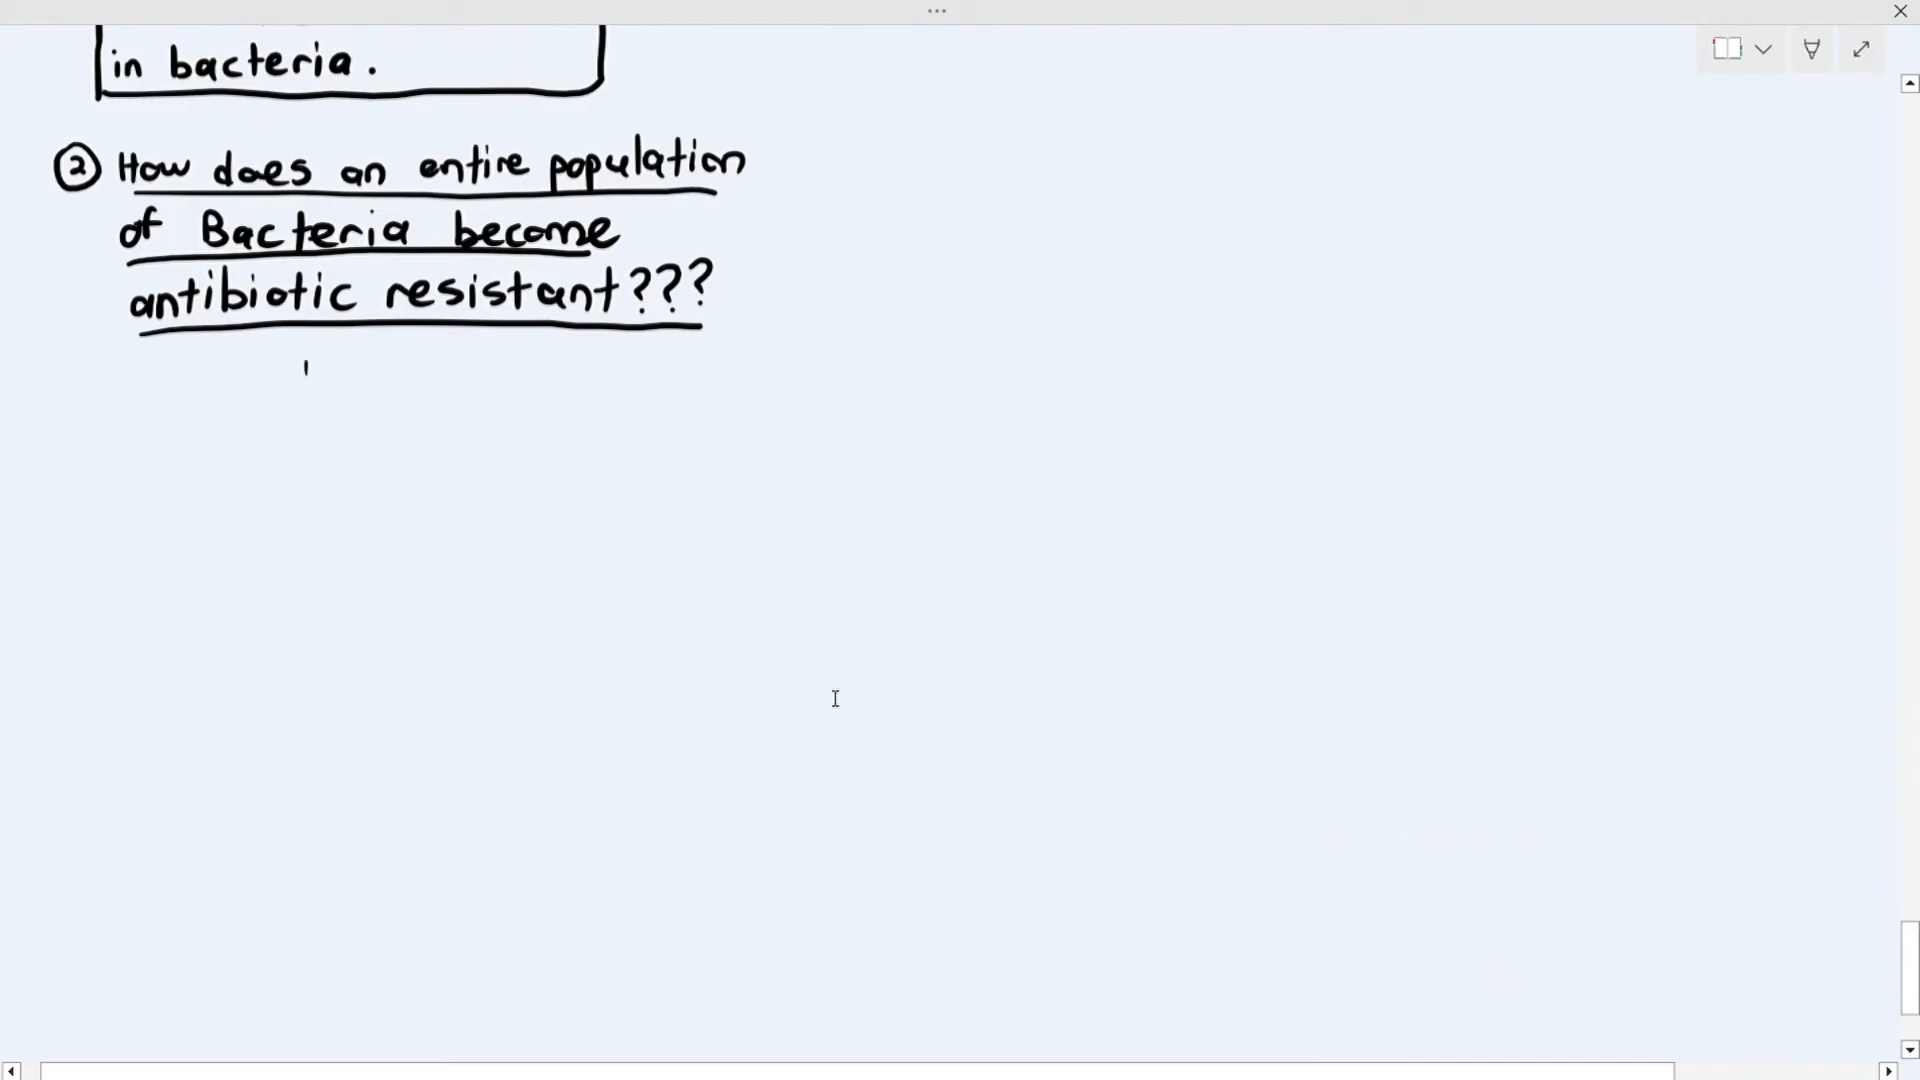 in bacteria.
② How does an entire population
of Bacteria become
antibiotic resistant???